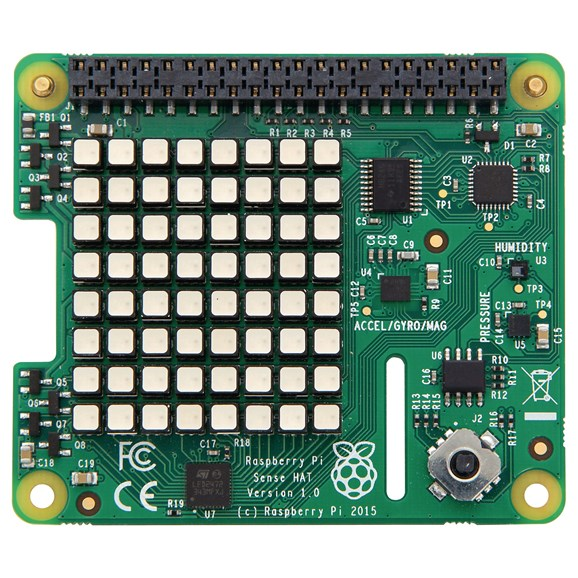 J1
FB1 Q1
C1
R1 R2 R3 R4 R5
R6
C2
D1
Q2
U2
R7
R8
Q3
C3
Q4
TP1
C4
C5
U1
TP2
HUMIDITY
C6
C7
C8
C9
C10
U3
U4
C11
TP3
C12
R9
TP5
C13
TP4
ACCEL/GYRO/MAG
PRESSURE
C14
U5
C15
U6
R10
R11
R12
C16
Q5
Q6
R13
R14
R15
J2
R16
R17
Q7
Q8
C17
R18
C18
C19
FC
CE
Raspberry Pi
Sense HAT
Version 1.0
R19
U7
(c) Raspberry Pi 2015